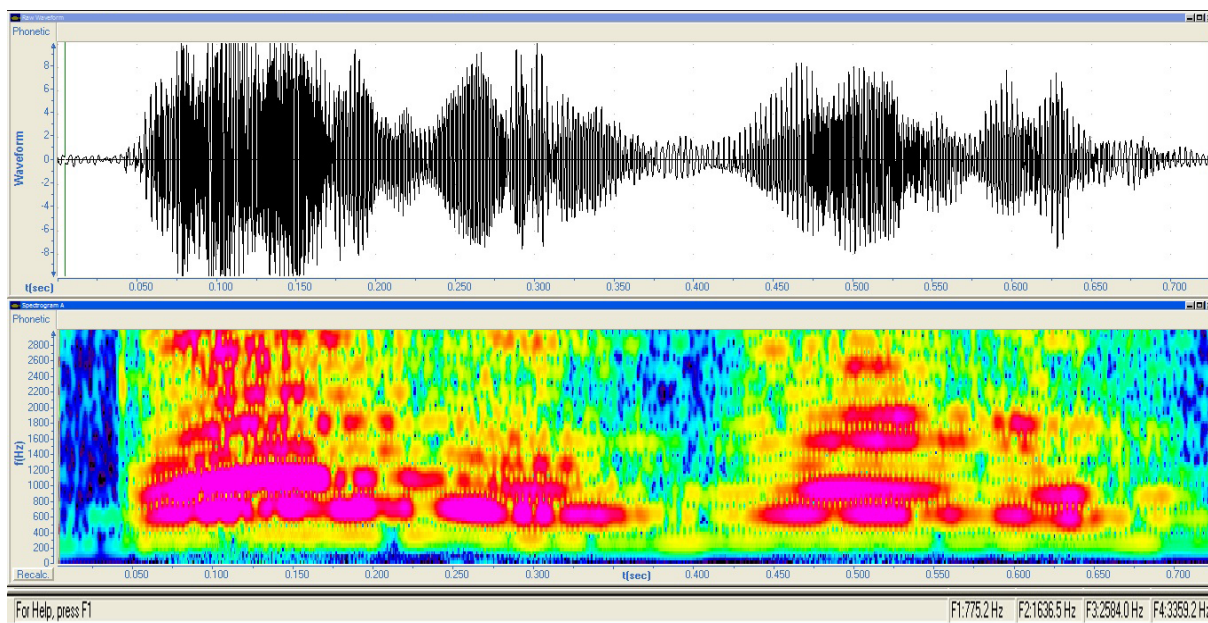 Raw Waveform
Phonetic
8
6
4
2
0
-2
-4
-6
-8
Waveform
t(sec) 0.050 0.100 0.150 0.200 0.250 0.300 0.350 0.400 0.450 0.500 0.550 0.600 0.650 0.700
Spectrogram A
Phonetic
2800
2600
2400
2200
2000
1800
1600
1400
1200
1000
800
600
400
200
0
f(Hz)
Recalc. 0.050 0.100 0.150 0.200 0.250 0.300 t(sec) 0.400 0.450 0.500 0.550 0.600 0.650 0.700
For Help, press F1 F1:775.2 Hz F2:1636.5 Hz F3:2584.0 Hz F4:3359.2 Hz